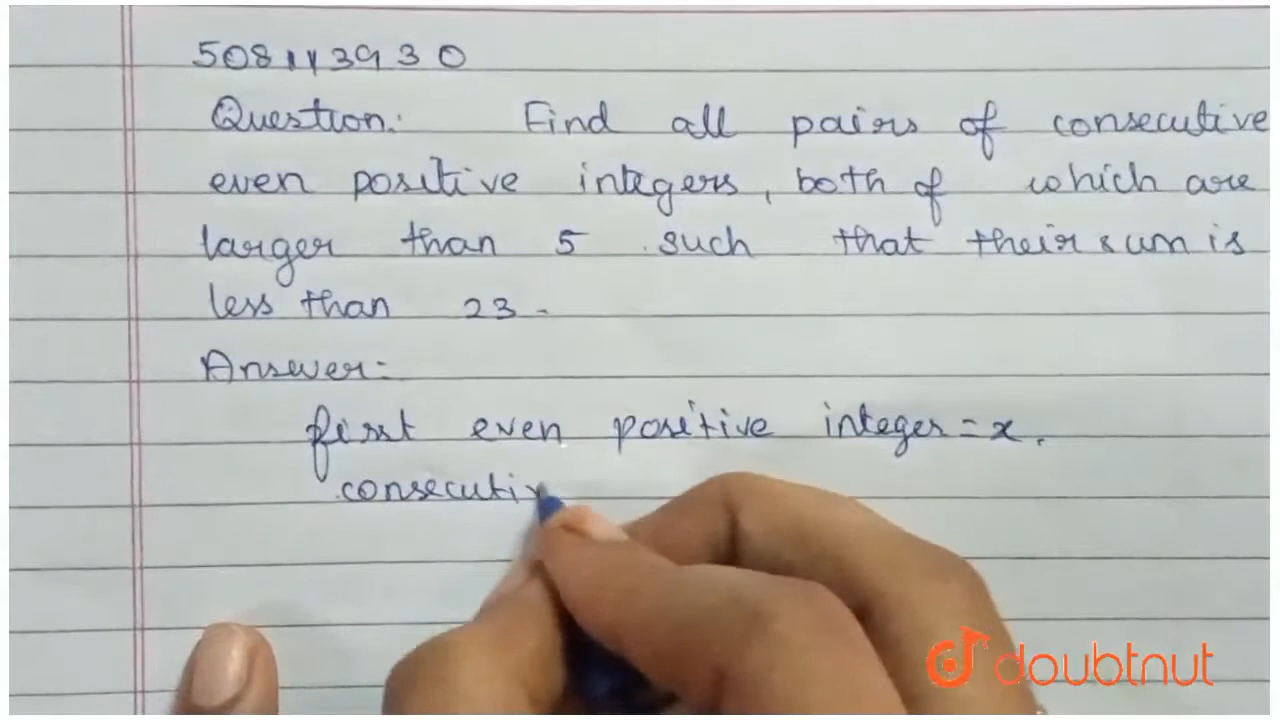 508113930
Question: Find all pairs of consecutive
even positive integers, both of which are
larger than 5 such that their sum is
less than 23.
Answer:
first even positive integer = x.
consecutiv
doubtnut